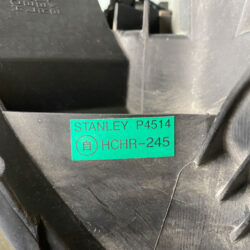 STANLEY P4514
自 HCHR-245